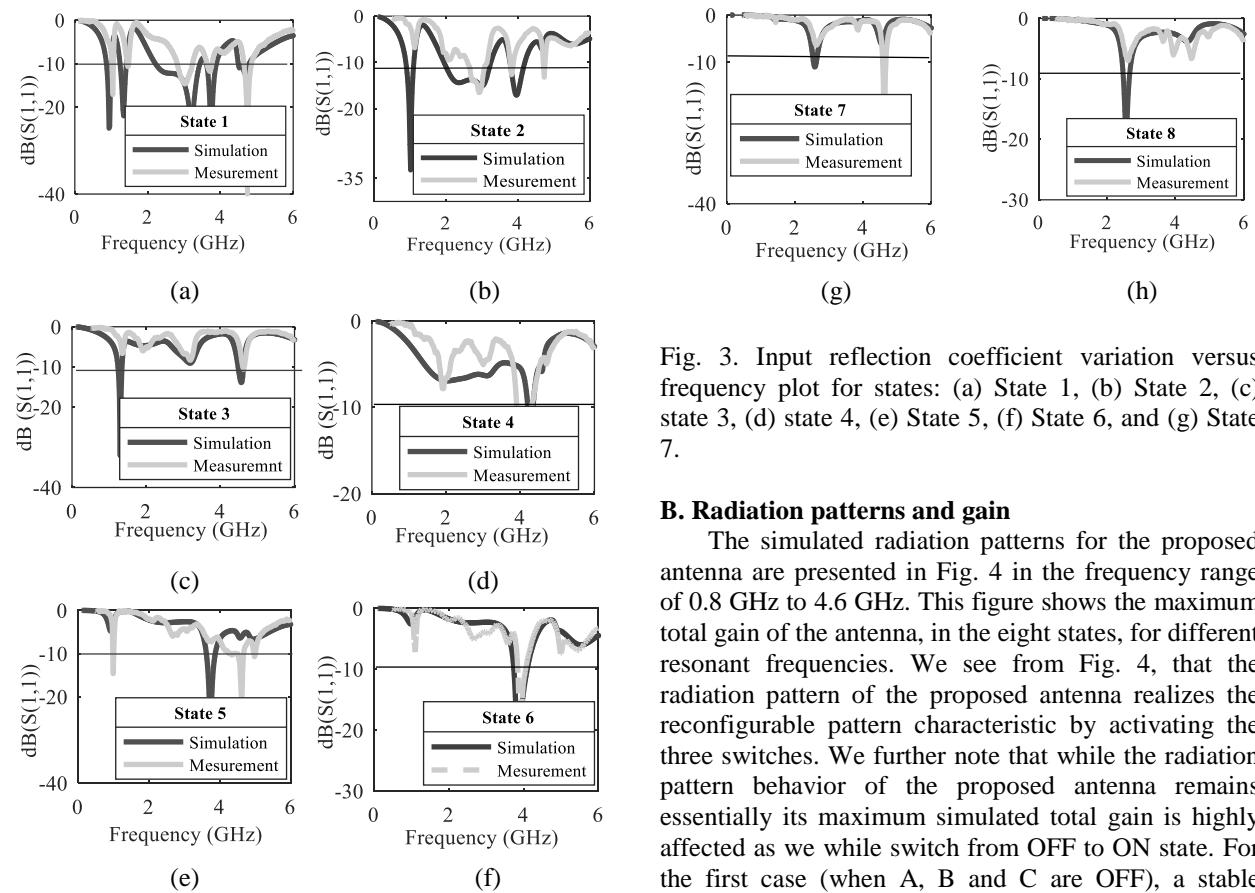 0
-10
-20
-40
dB(S(1,1))
State 1
Simulation
Mesurement
0 2 4 6
Frequency (GHz)
(a)
0
-10
-35
dB(S(1,1))
State 2
Simulation
Mesurement
0 2 4 6
Frequency (GHz)
(b)
0
-10
-20
-40
dB (S(1,1))
State 3
Simulation
Measuremnt
0 2 4 6
Frequency (GHz)
(c)
0
-10
-20
dB (S(1,1))
State 4
Simulation
Measurement
0 2 4 6
Frequency (GHz)
(d)
0
-10
-20
-40
dB(S(1,1))
State 5
Simulation
Measurement
0 2 4 6
Frequency (GHz)
(e)
0
-10
-20
-30
dB(S(1,1))
State 6
Simulation
Mesurement
0 2 4 6
Frequency (GHz)
(f)
0
-10
-40
dB(S(1,1))
State 7
Simulation
Measurement
0 2 4 6
Frequency (GHz)
(g)
0
-10
-20
-30
dB(S(1,1))
State 8
Simulation
Measurement
0 2 4 6
Frequency (GHz)
(h)
Fig. 3. Input reflection coefficient variation versus
frequency plot for states: (a) State 1, (b) State 2, (c)
state 3, (d) state 4, (e) State 5, (f) State 6, and (g) State
7.
B. Radiation patterns and gain
The simulated radiation patterns for the proposed
antenna are presented in Fig. 4 in the frequency range
of 0.8 GHz to 4.6 GHz. This figure shows the maximum
total gain of the antenna, in the eight states, for different
resonant frequencies. We see from Fig. 4, that the
radiation pattern of the proposed antenna realizes the
reconfigurable pattern characteristic by activating the
three switches. We further note that while the radiation
pattern behavior of the proposed antenna remains
essentially its maximum simulated total gain is highly
affected as we while switch from OFF to ON state. For
the first case (when A, B and C are OFF), a stable